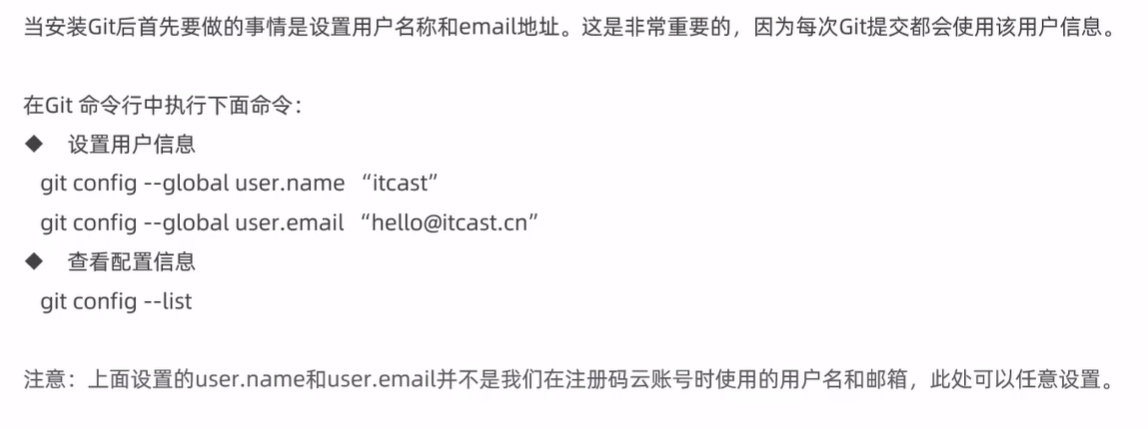 当安装Git后首先要做的事情是设置用户名称和email地址。这是非常重要的，因为每次Git提交都会使用该用户信息。
在Git 命令行中执行下面命令：
◆ 设置用户信息
git config --global user.name “itcast”
git config --global user.email “hello@itcast.cn”
◆ 查看配置信息
git config --list
注意：上面设置的user.name和user.email并不是我们在注册码云账号时使用的用户名和邮箱，此处可以任意设置。